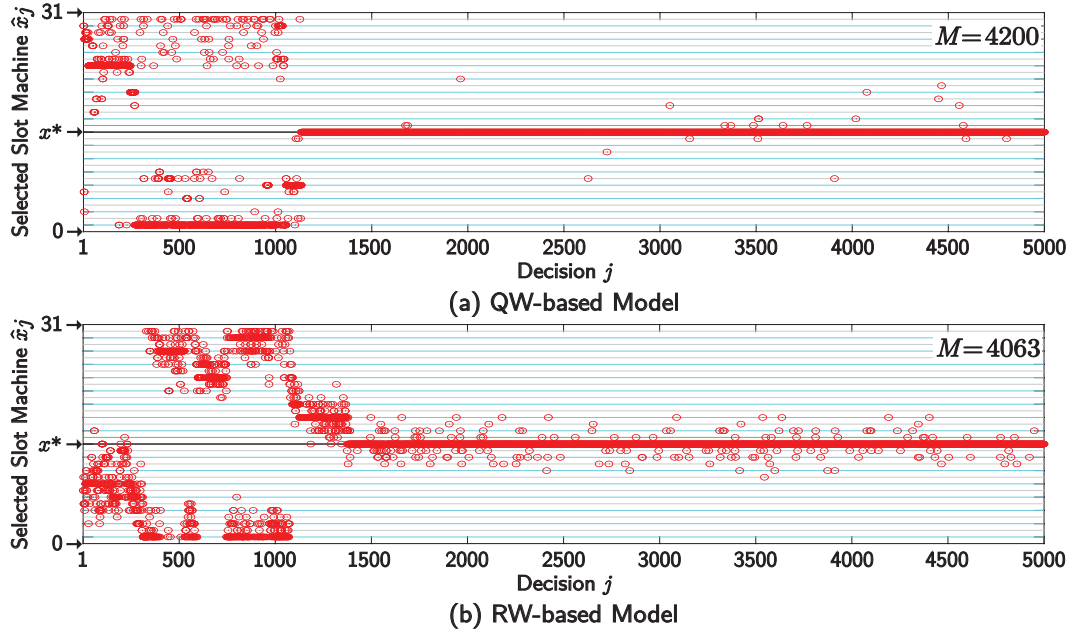 Selected Slot Machine x̂j
31
x*
0
M=4200
1 500 1000 1500 2000 2500 3000 3500 4000 4500 5000
Decision j
(a) QW-based Model
Selected Slot Machine x̂j
31
x*
0
M=4063
1 500 1000 1500 2000 2500 3000 3500 4000 4500 5000
Decision j
(b) RW-based Model